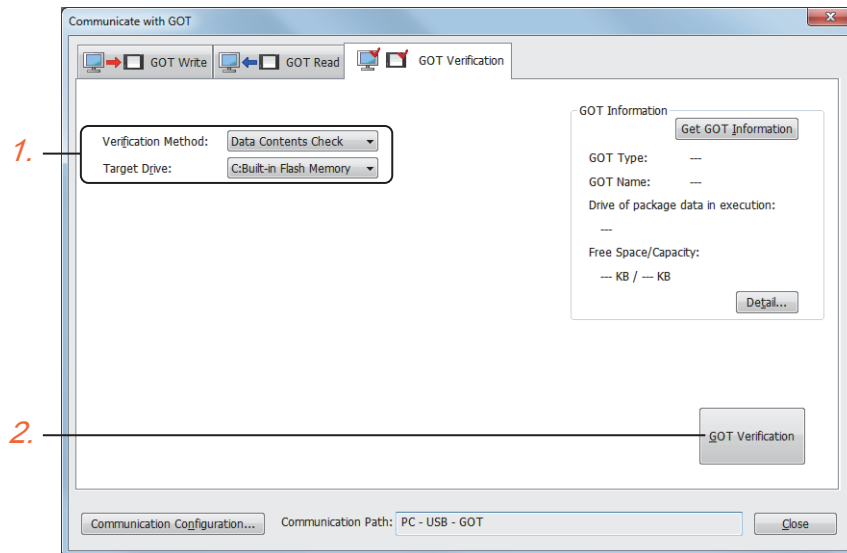 Communicate with GOT
GOT Write
GOT Read
GOT Verification
1.
Verification Method: Data Contents Check
Target Drive: C:Built-in Flash Memory
GOT Information
Get GOT Information
GOT Type: ---
GOT Name: ---
Drive of package data in execution:
---
Free Space/Capacity:
--- KB / --- KB
Detail...
2.
GOT Verification
Communication Configuration...
Communication Path: PC - USB - GOT
Close